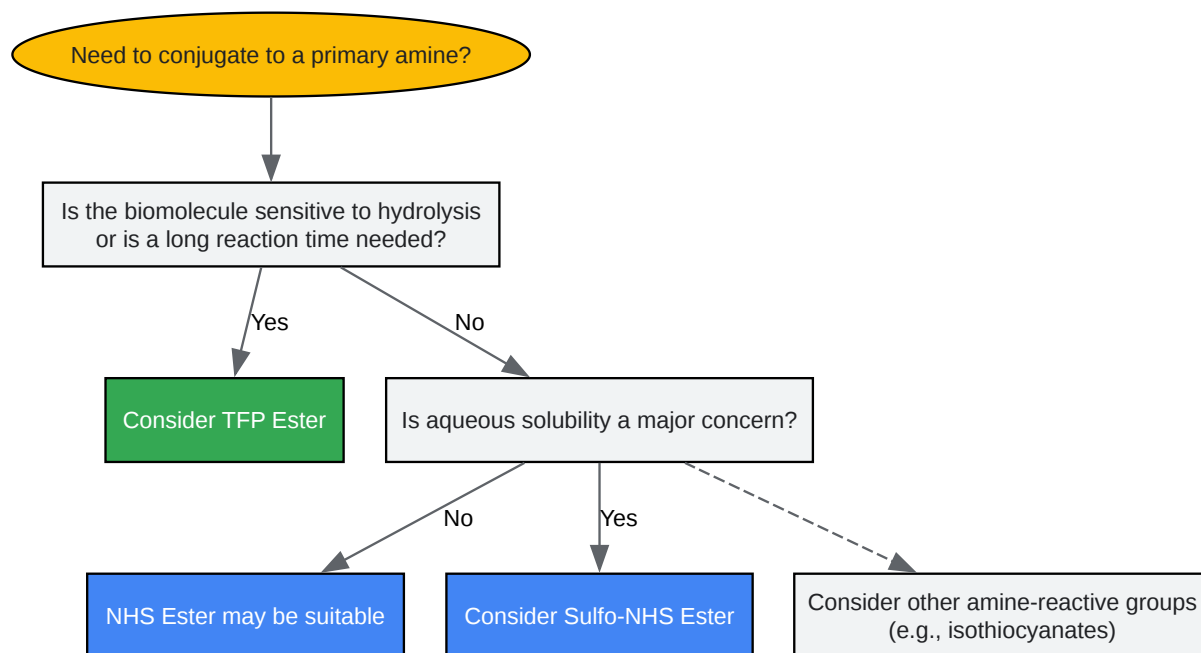 Need to conjugate to a primary amine?
Is the biomolecule sensitive to hydrolysis
or is a long reaction time needed?
Yes
No
Consider TFP Ester
Is aqueous solubility a major concern?
No
Yes
NHS Ester may be suitable
Consider Sulfo-NHS Ester
Consider other amine-reactive groups
(e.g., isothiocyanates)